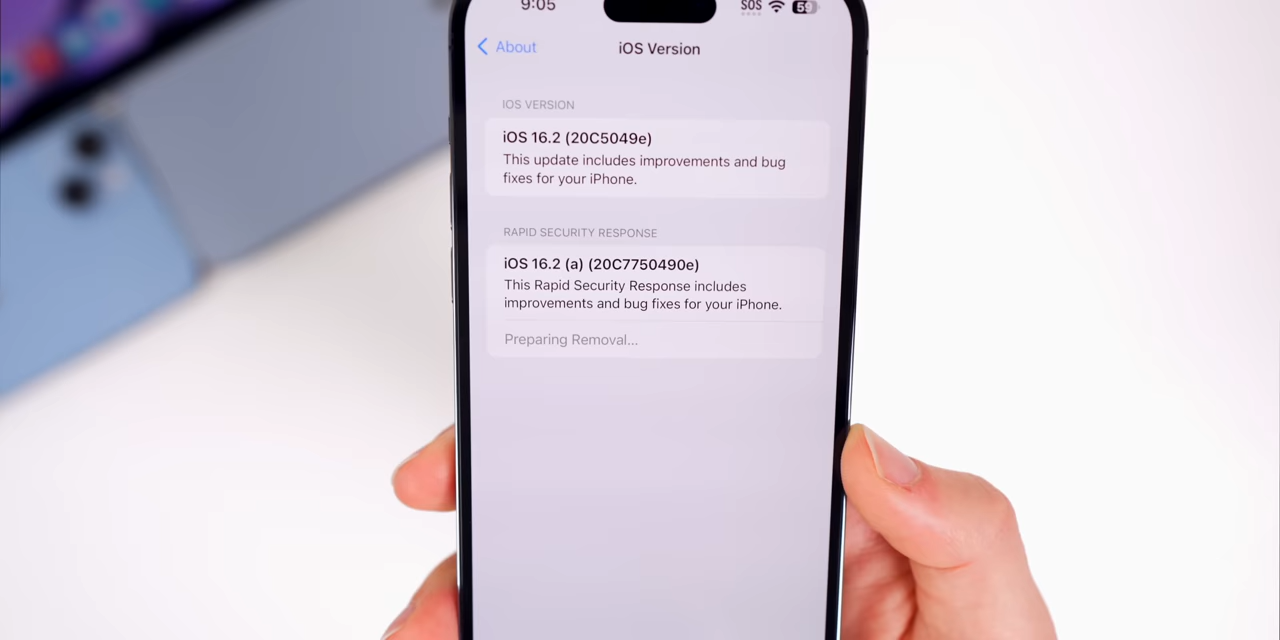 9:05 SOS 59
About iOS Version
IOS VERSION
iOS 16.2 (20C5049e)
This update includes improvements and bug
fixes for your iPhone.
RAPID SECURITY RESPONSE
iOS 16.2 (a) (20C7750490e)
This Rapid Security Response includes
improvements and bug fixes for your iPhone.
Preparing Removal...